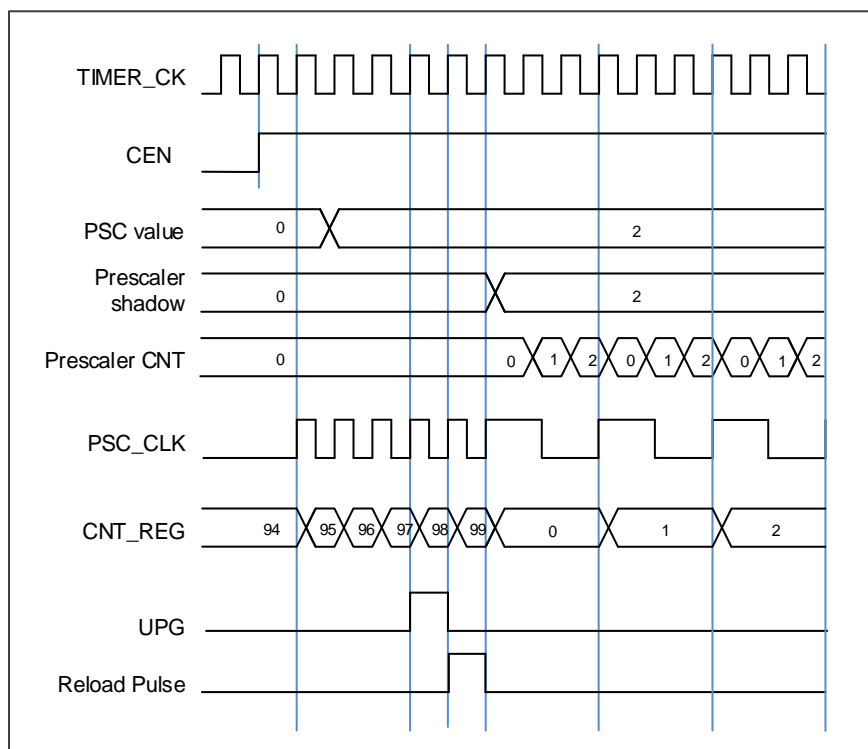 TIMER_CK
CEN
PSC value 0 2
Prescaler
shadow 0 2
Prescaler CNT 0 0 1 2 0 1 2 0 1 2
PSC_CLK
CNT_REG 94 95 96 97 98 99 0 1 2
UPG
Reload Pulse